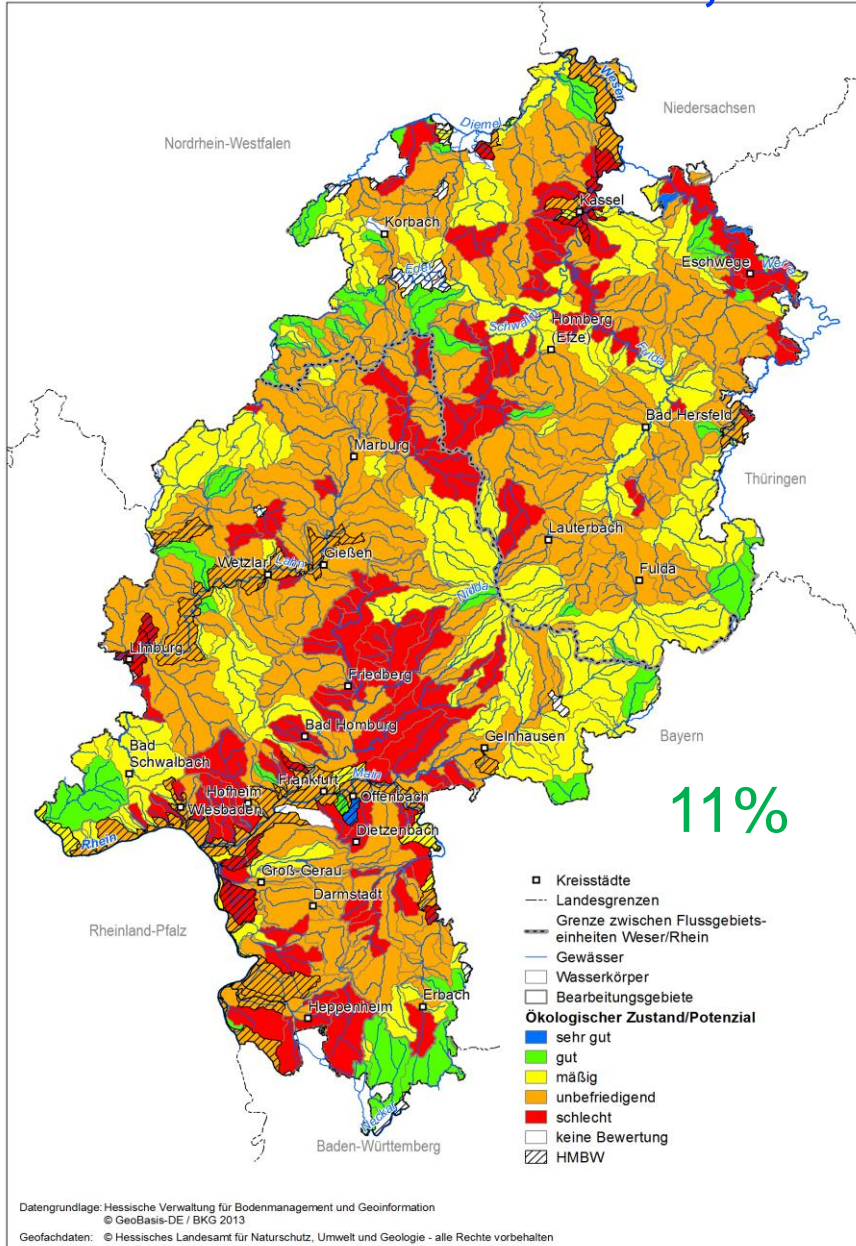 Weser
Niedersachsen
Diemel
Nordrhein-Westfalen
Kassel
Korbach
Eder
Eschwege
Werra
Schwalm
Homberg
(Efze)
Fulda
Bad Hersfeld
Marburg
Thüringen
Lauterbach
Gießen
Wetzlar
Lahn
Fulda
Nidda
Limburg
Friedberg
Bad Homburg
Gelnhausen
Bayern
Bad
Schwalbach
Main
Frankfurt
Hofheim
Offenbach
Wiesbaden
11%
Rhein
Dietzenbach
Groß-Gerau
Darmstadt
Rheinland-Pfalz
Erbach
Heppenheim
Neckar
Baden-Württemberg
Kreisstädte
Landesgrenzen
Grenze zwischen Flussgebiets-
einheiten Weser/Rhein
Gewässer
Wasserkörper
Bearbeitungsgebiete
Ökologischer Zustand/Potenzial
sehr gut
gut
mäßig
unbefriedigend
schlecht
keine Bewertung
HMBW
Datengrundlage: Hessische Verwaltung für Bodenmanagement und Geoinformation
© GeoBasis-DE / BKG 2013
Geofachdaten: © Hessisches Landesamt für Naturschutz, Umwelt und Geologie - alle Rechte vorbehalten